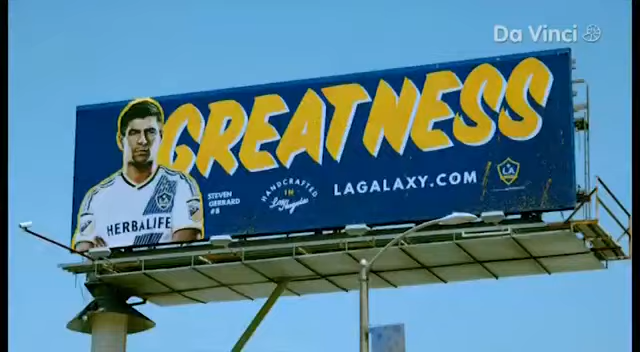 Da Vinci
GREATNESS
STEVEN
GERRARD
#8
HANDCRAFTED
IN
Los Angeles
LAGALAXY.COM
LA
HERBALIFE